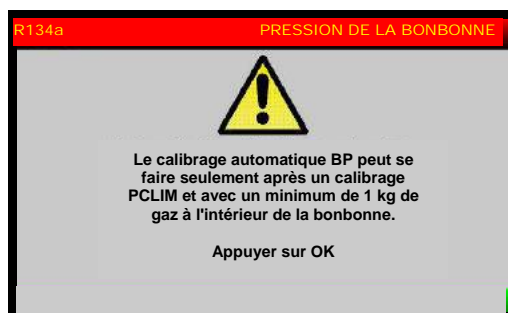 R134a PRESSION DE LA BONBONNE
Le calibrage automatique BP peut se
faire seulement après un calibrage
PCLIM et avec un minimum de 1 kg de
gaz à l'intérieur de la bonbonne.
Appuyer sur OK